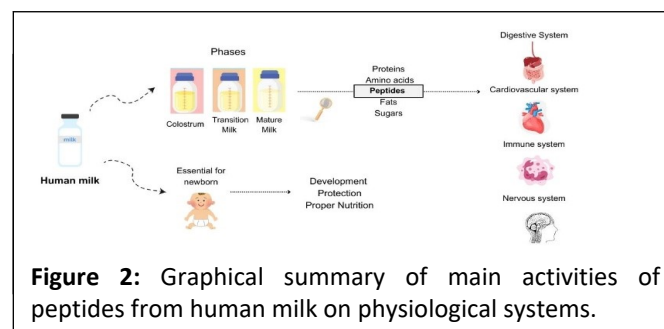 Phases
Colostrum
Transition
Milk
Mature
Milk
Proteins
Amino acids
Peptides
Fats
Sugars
Digestive System
Cardiovascular system
Immune system
Nervous system
milk
Human milk
Essential for
newborn
Development
Protection
Proper Nutrition
Figure 2: Graphical summary of main activities of
peptides from human milk on physiological systems.